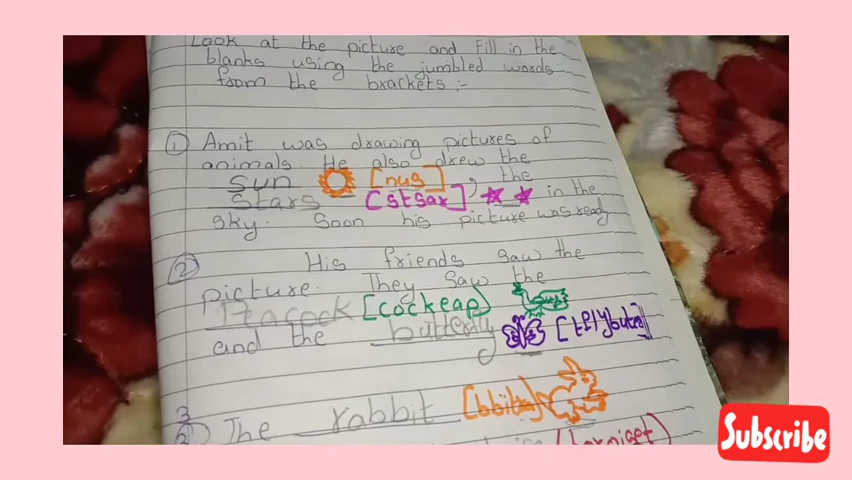 Look at the picture and Fill in the
blanks using the jumbled words
from the brackets :-
① Amit was drawing pictures of
animals. He also drew the
Sun [nus], the
Stars [stsar] in the
sky. Soon his picture was ready
② His friends saw the
picture. They saw the
Peacock [cockeap]
and the butterfly
3 The rabbit
Subscribe